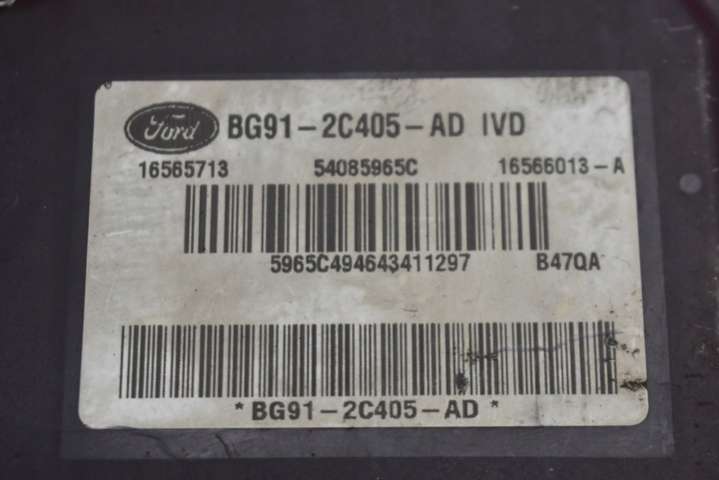 Ford BG91-2C405-AD IVD
16565713 54085965C 16566013-A
5965C494643411297 B47QA
*BG91-2C405-AD*